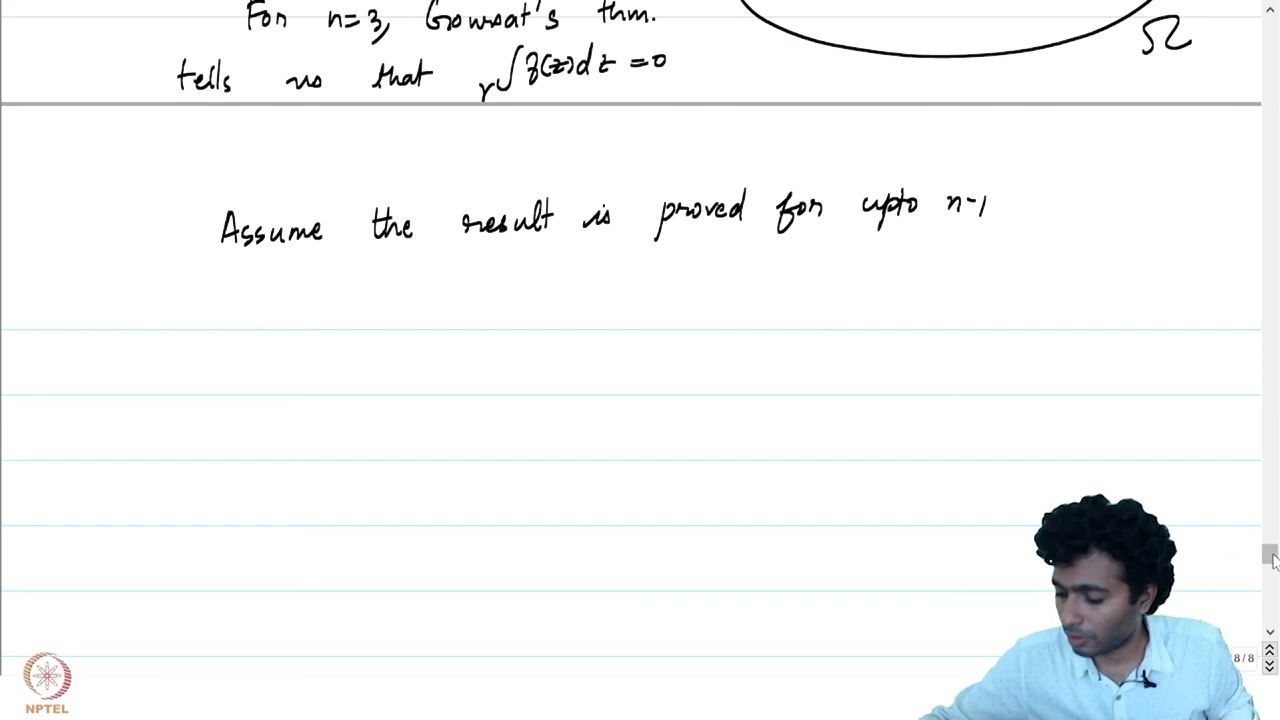 For n=3, Goursat's thm.
Ω
tells us that γ∫f(z)dz = 0
Assume the result is proved for upto n-1
8/8
NPTEL